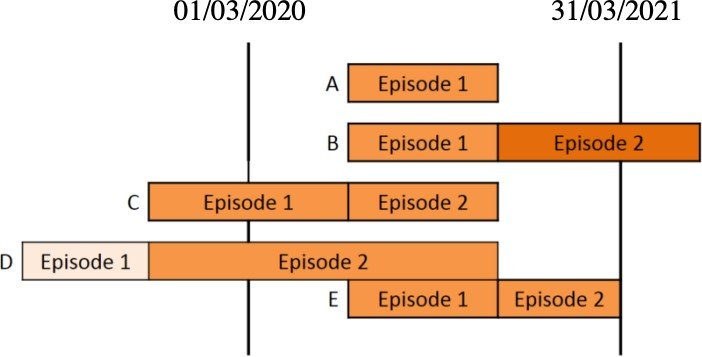 01/03/2020 31/03/2021
A Episode 1
B Episode 1 Episode 2
C Episode 1 Episode 2
D Episode 1 Episode 2
E Episode 1 Episode 2